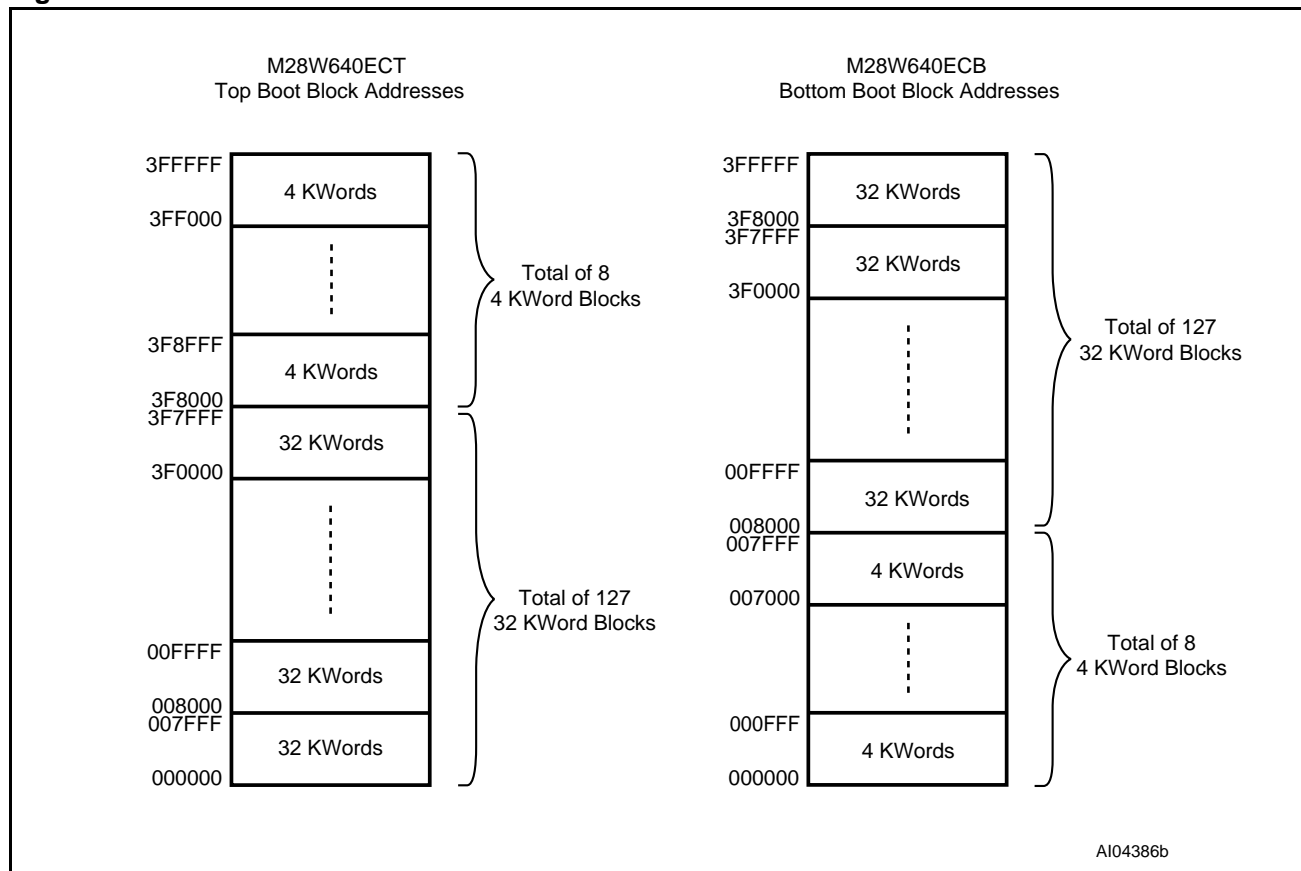 M28W640ECT
Top Boot Block Addresses
3FFFFF
4 KWords
3FF000
3F8FFF
4 KWords
3F8000
3F7FFF
32 KWords
3F0000
00FFFF
32 KWords
008000
007FFF
32 KWords
000000
Total of 8
4 KWord Blocks
Total of 127
32 KWord Blocks
M28W640ECB
Bottom Boot Block Addresses
3FFFFF
32 KWords
3F8000
3F7FFF
32 KWords
3F0000
00FFFF
32 KWords
008000
007FFF
4 KWords
007000
000FFF
4 KWords
000000
Total of 127
32 KWord Blocks
Total of 8
4 KWord Blocks
AI04386b